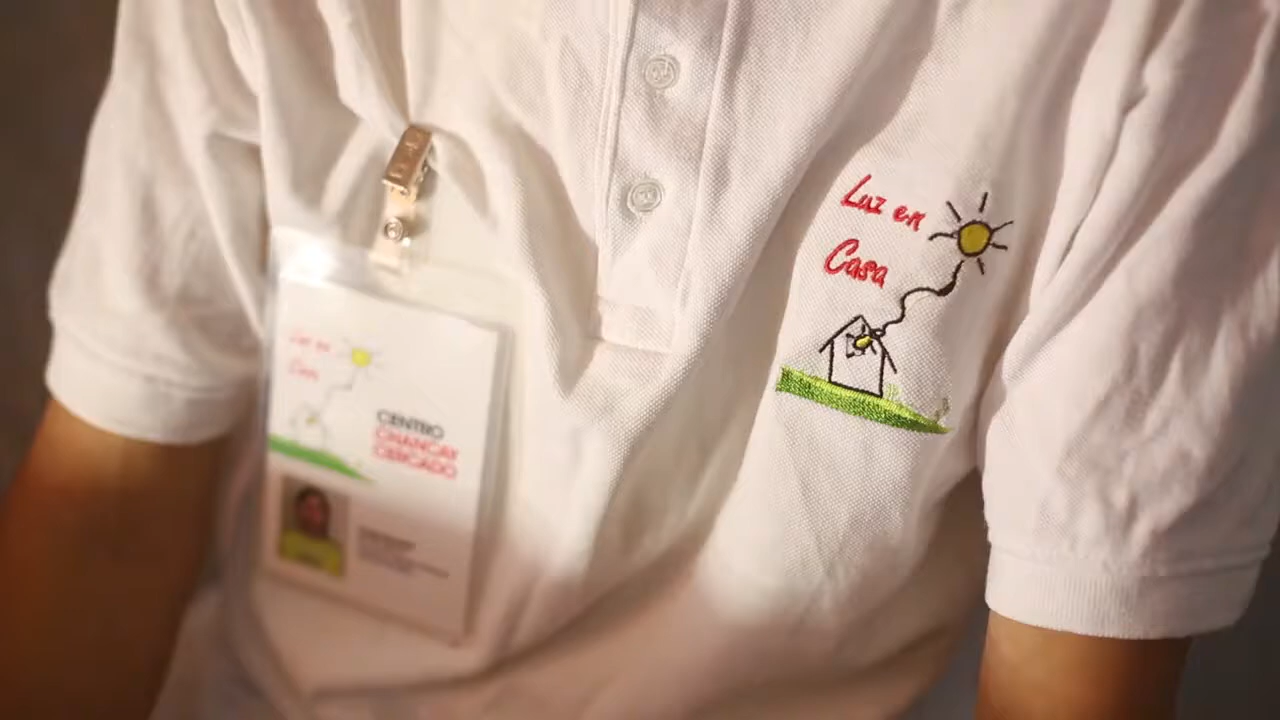 Luz en
Casa
Luz en
Casa
CENTRO
CHANCAY
CERCADO